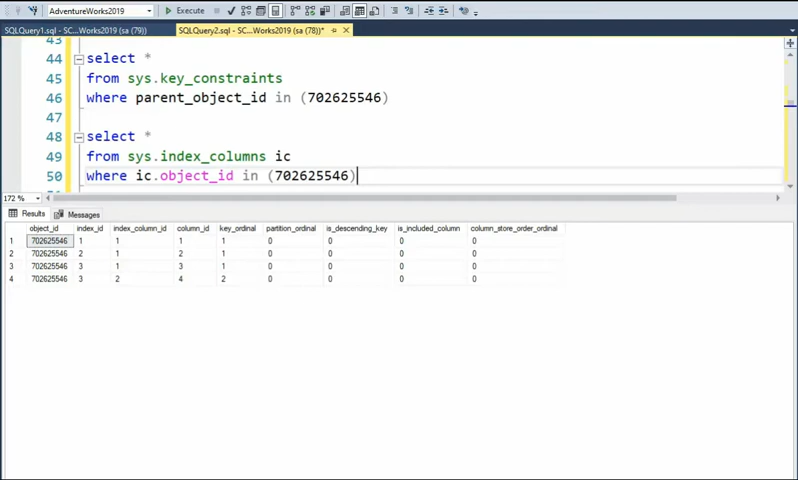 AdventureWorks2019 Execute
SQLQuery1.sql - SC...Works2019 (sa (79)) SQLQuery2.sql - SC...Works2019 (sa (78))*
43
44 select *
45 from sys.key_constraints
46 where parent_object_id in (702625546)
47
48 select *
49 from sys.index_columns ic
50 where ic.object_id in (702625546)
172 %
Results Messages
object_id index_id index_column_id column_id key_ordinal partition_ordinal is_descending_key is_included_column column_store_order_ordinal
1 702625546 1 1 1 1 0 0 0 0
2 702625546 2 1 2 1 0 0 0 0
3 702625546 3 1 3 1 0 0 0 0
4 702625546 3 2 4 2 0 0 0 0